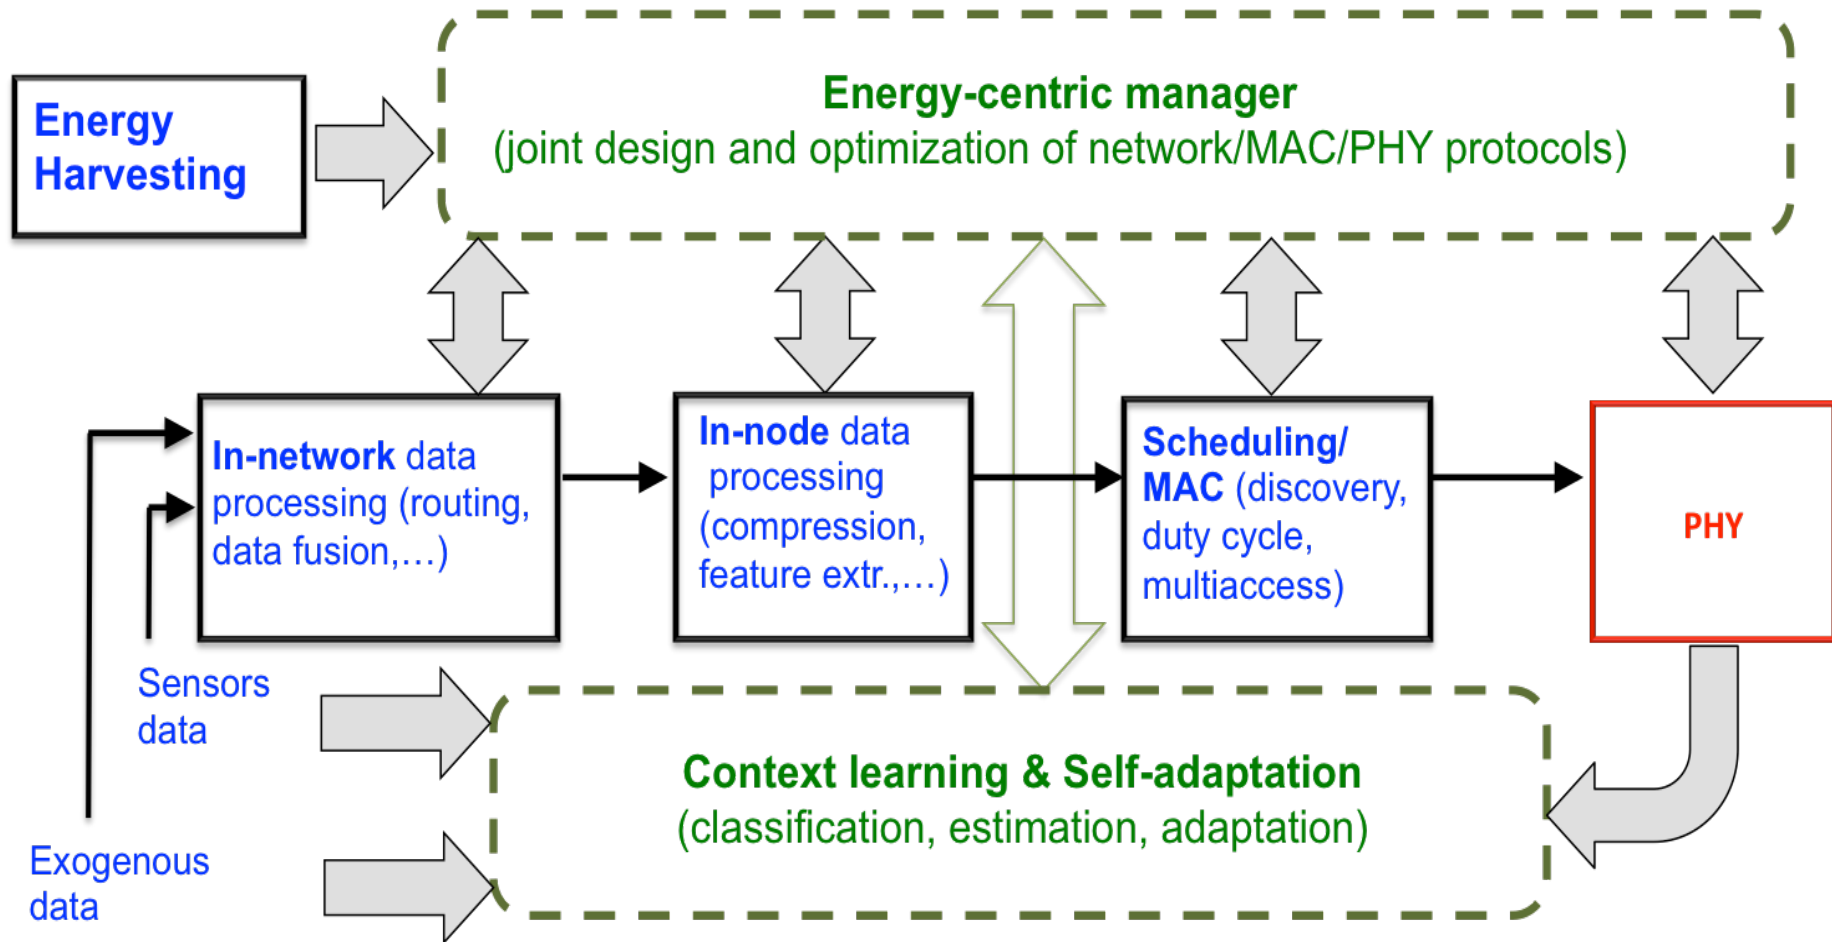 Energy-centric manager
(joint design and optimization of network/MAC/PHY protocols)
Energy
Harvesting
In-network data
processing (routing,
data fusion,...)
In-node data
processing
(compression,
feature extr.,...)
Scheduling/
MAC (discovery,
duty cycle,
multiaccess)
PHY
Sensors
data
Context learning & Self-adaptation
(classification, estimation, adaptation)
Exogenous
data